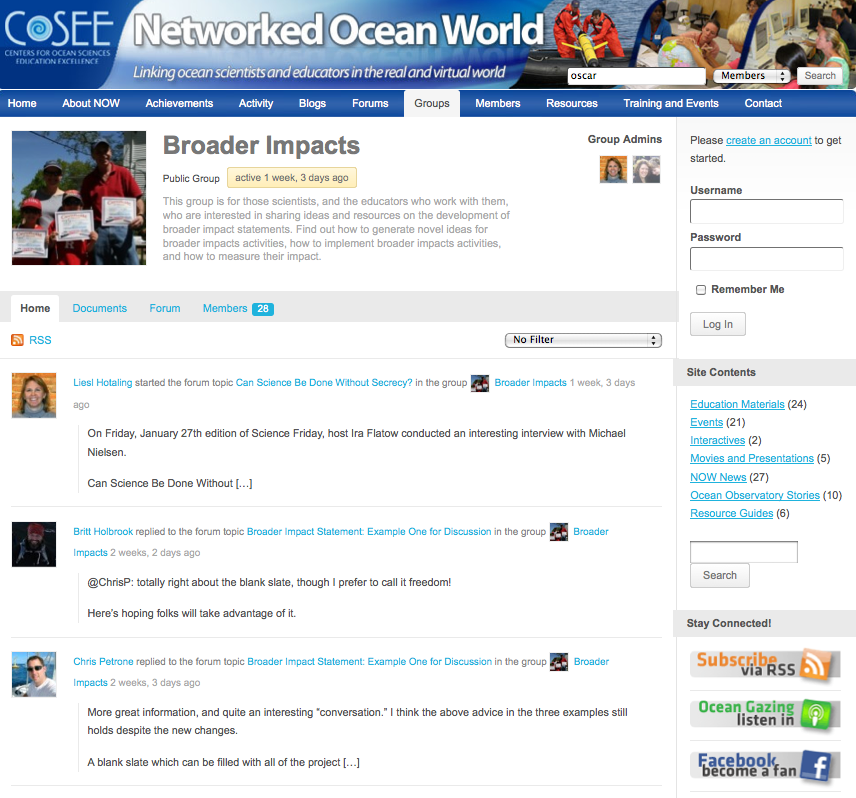 COSEE
CENTERS FOR OCEAN SCIENCES
EDUCATION EXCELLENCE
Networked Ocean World
Linking ocean scientists and educators in the real and virtual world
oscar
Members
Search
Home About NOW Achievements Activity Blogs Forums Groups Members Resources Training and Events Contact
Broader Impacts
Public Group active 1 week, 3 days ago
This group is for those scientists, and the educators who work with them,
who are interested in sharing ideas and resources on the development of
broader impact statements. Find out how to generate novel ideas for
broader impacts activities, how to implement broader impacts activities,
and how to measure their impact.
Group Admins
Home Documents Forum Members 28
RSS
No Filter
Liesl Hotaling started the forum topic Can Science Be Done Without Secrecy? in the group Broader Impacts 1 week, 3 days
ago
On Friday, January 27th edition of Science Friday, host Ira Flatow conducted an interesting interview with Michael
Nielsen.
Can Science Be Done Without […]
Britt Holbrook replied to the forum topic Broader Impact Statement: Example One for Discussion in the group Broader
Impacts 2 weeks, 2 days ago
@ChrisP: totally right about the blank slate, though I prefer to call it freedom!
Here's hoping folks will take advantage of it.
Chris Petrone replied to the forum topic Broader Impact Statement: Example One for Discussion in the group Broader
Impacts 2 weeks, 3 days ago
More great information, and quite an interesting "conversation." I think the above advice in the three examples still
holds despite the new changes.
A blank slate which can be filled with all of the project […]
Please create an account to get
started.
Username
Password
Remember Me
Log In
Site Contents
Education Materials (24)
Events (21)
Interactives (2)
Movies and Presentations (5)
NOW News (27)
Ocean Observatory Stories (10)
Resource Guides (6)
Search
Stay Connected!
Subscribe
via RSS
Ocean Gazing
listen in
Facebook
become a fan